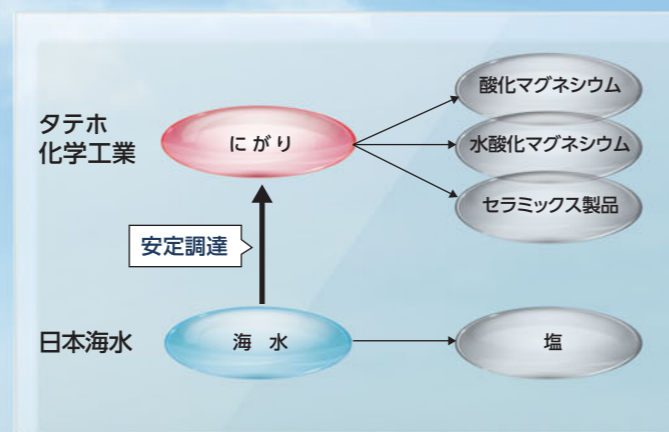 酸化マグネシウム
タテホ
化学工業
にがり
水酸化マグネシウム
セラミックス製品
安定調達
日本海水
海 水
塩